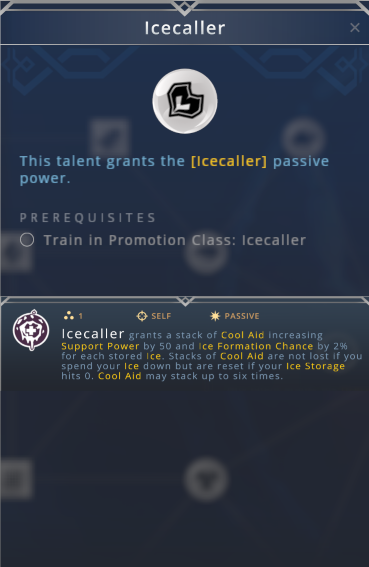 Icecaller
This talent grants the [Icecaller] passive
power.
PREREQUISITES
Train in Promotion Class: Icecaller
1 SELF PASSIVE
Icecaller grants a stack of Cool Aid increasing
Support Power by 50 and Ice Formation Chance by 2%
for each stored Ice. Stacks of Cool Aid are not lost if you
spend your Ice down but are reset if your Ice Storage
hits 0. Cool Aid may stack up to six times.